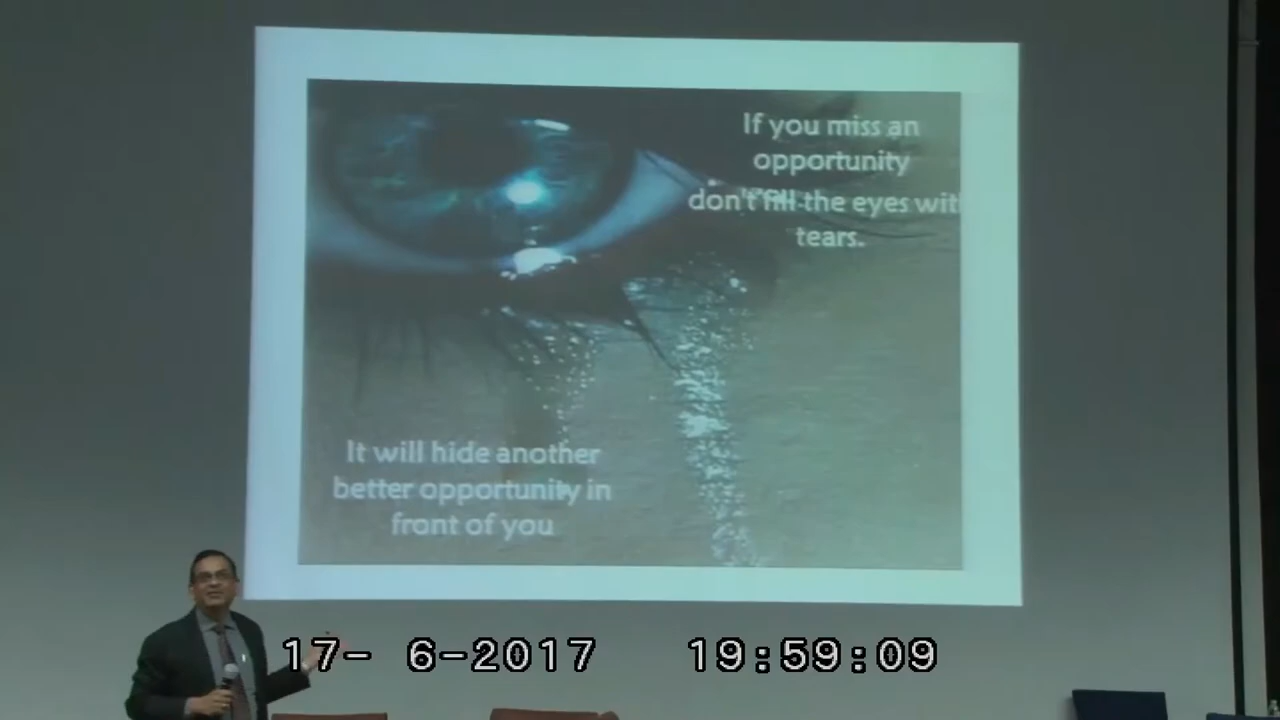 If you miss an
opportunity
don't fill the eyes wit
tears.
It will hide another
better opportunity in
front of you
17- 6-2017 19:59:09